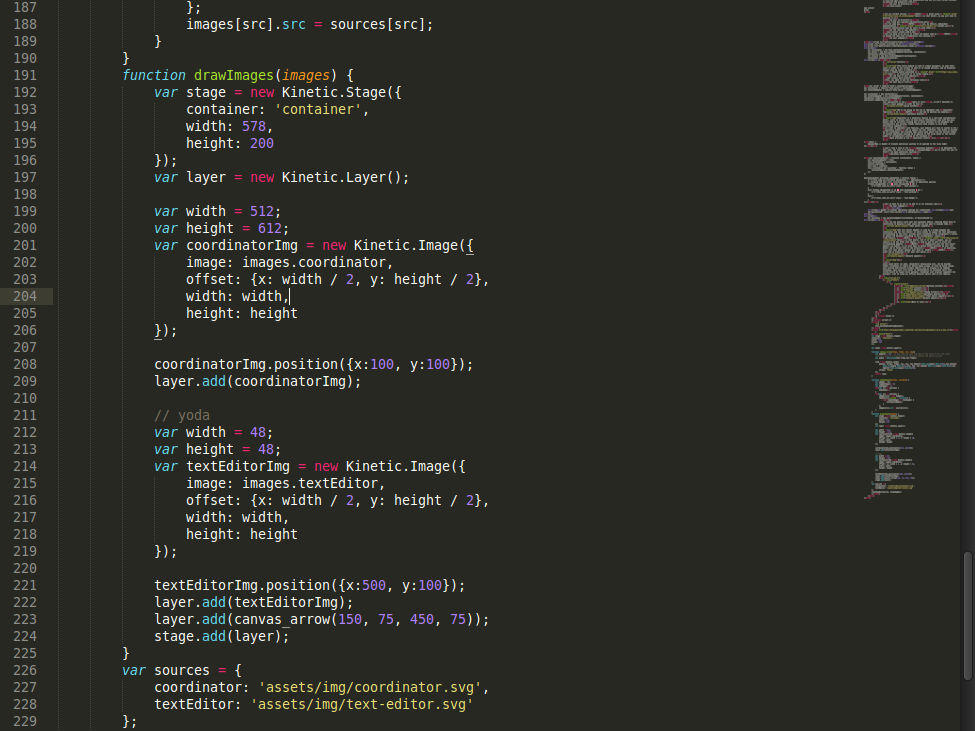 187 };
188 images[src].src = sources[src];
189 }
190 }
191 function drawImages(images) {
192 var stage = new Kinetic.Stage({
193 container: 'container',
194 width: 578,
195 height: 200
196 });
197 var layer = new Kinetic.Layer();
198
199 var width = 512;
200 var height = 612;
201 var coordinatorImg = new Kinetic.Image({
202 image: images.coordinator,
203 offset: {x: width / 2, y: height / 2},
204 width: width,
205 height: height
206 });
207
208 coordinatorImg.position({x:100, y:100});
209 layer.add(coordinatorImg);
210
211 // yoda
212 var width = 48;
213 var height = 48;
214 var textEditorImg = new Kinetic.Image({
215 image: images.textEditor,
216 offset: {x: width / 2, y: height / 2},
217 width: width,
218 height: height
219 });
220
221 textEditorImg.position({x:500, y:100});
222 layer.add(textEditorImg);
223 layer.add(canvas_arrow(150, 75, 450, 75));
224 stage.add(layer);
225 }
226 var sources = {
227 coordinator: 'assets/img/coordinator.svg',
228 textEditor: 'assets/img/text-editor.svg'
229 };